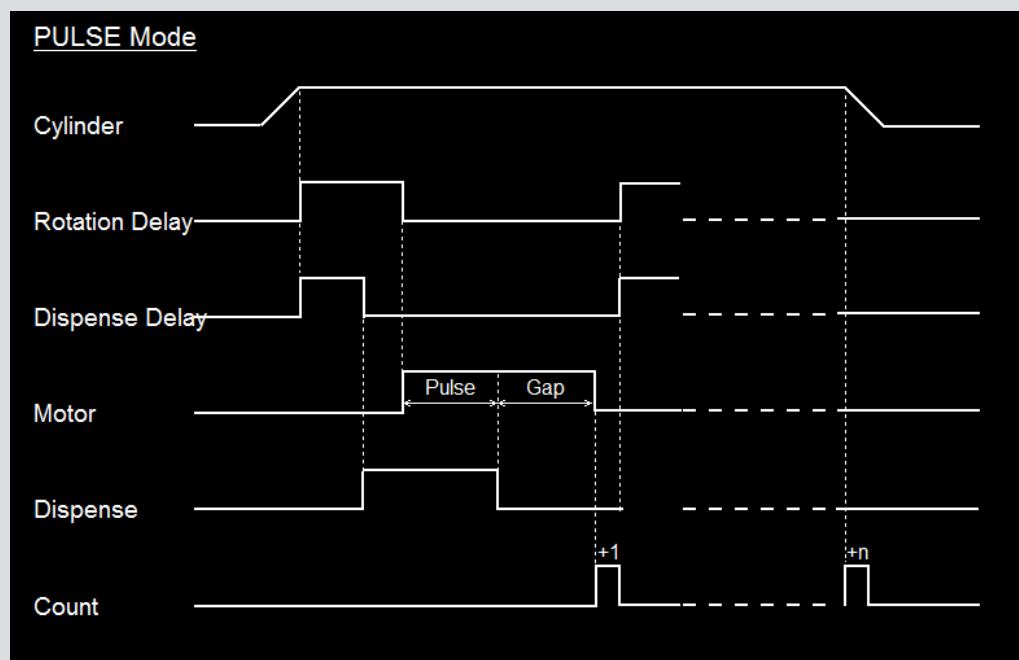 PULSE Mode
Cylinder
Rotation Delay
Dispense Delay
Pulse Gap
Motor
Dispense
+1 +n
Count